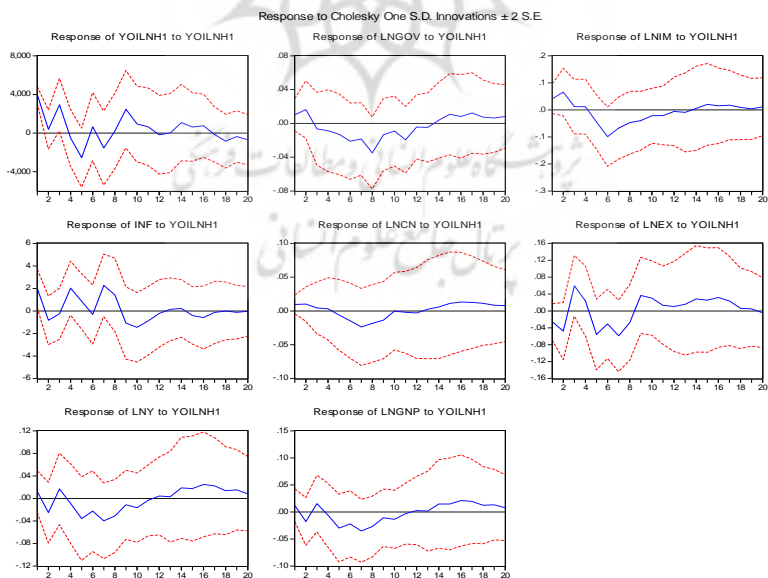 Response to Cholesky One S.D. Innovations ± 2 S.E.
Response of YOILNH1 to YOILNH1
8,000
4,000
0
-4,000
2 4 6 8 10 12 14 16 18 20
Response of LNGOV to YOILNH1
.08
.04
.00
-.04
-.08
2 4 6 8 10 12 14 16 18 20
Response of LNIM to YOILNH1
.2
.1
.0
-.1
-.2
-.3
2 4 6 8 10 12 14 16 18 20
پژوهشگاه علوم انسانی و مطالعات فرهنگی
پرتال جامع علوم انسانی
Response of INF to YOILNH1
6
4
2
0
-2
-4
-6
2 4 6 8 10 12 14 16 18 20
Response of LNCN to YOILNH1
.10
.05
.00
-.05
-.10
2 4 6 8 10 12 14 16 18 20
Response of LNEX to YOILNH1
.16
.12
.08
.04
.00
-.04
-.08
-.12
-.16
2 4 6 8 10 12 14 16 18 20
Response of LNY to YOILNH1
.12
.08
.04
.00
-.04
-.08
-.12
2 4 6 8 10 12 14 16 18 20
Response of LNGNP to YOILNH1
.15
.10
.05
.00
-.05
-.10
2 4 6 8 10 12 14 16 18 20